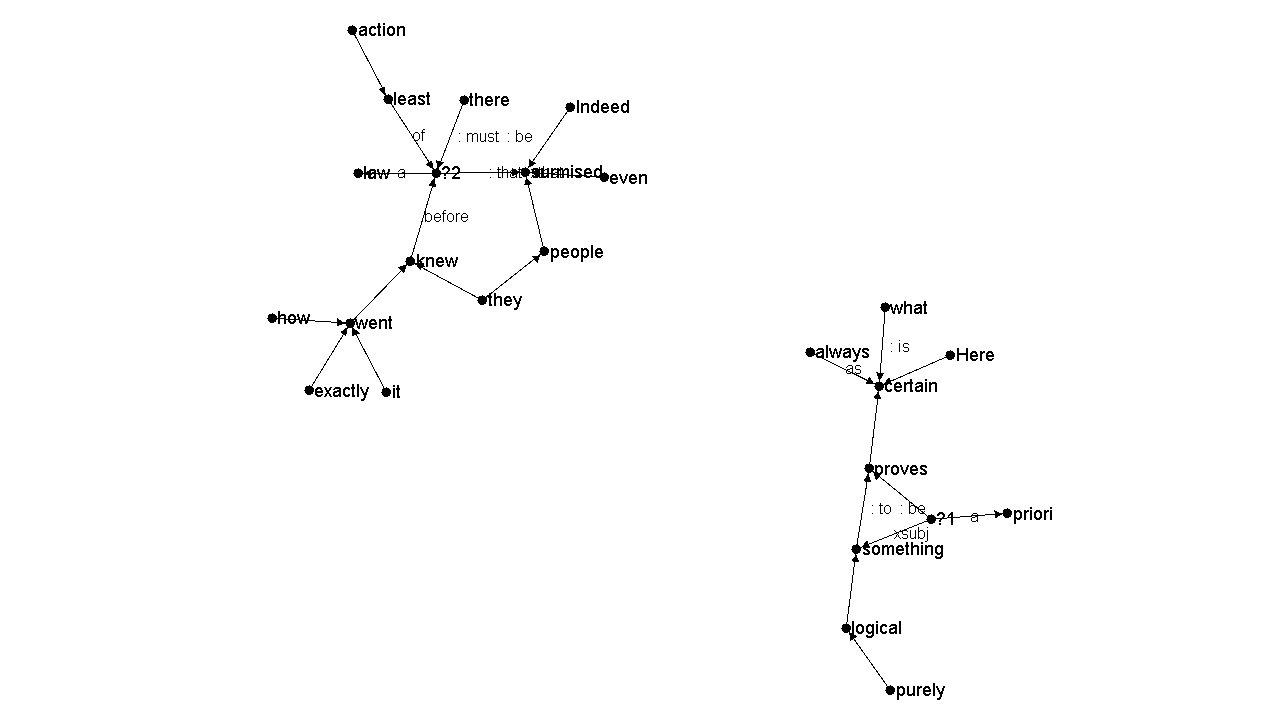 action
least
there
Indeed
of
: must : be
law
a
?2
: that
surmised
even
before
people
knew
they
how
went
exactly
it
what
: is
always
Here
as
certain
proves
: to : be
?1
a
priori
xsubj
something
logical
purely